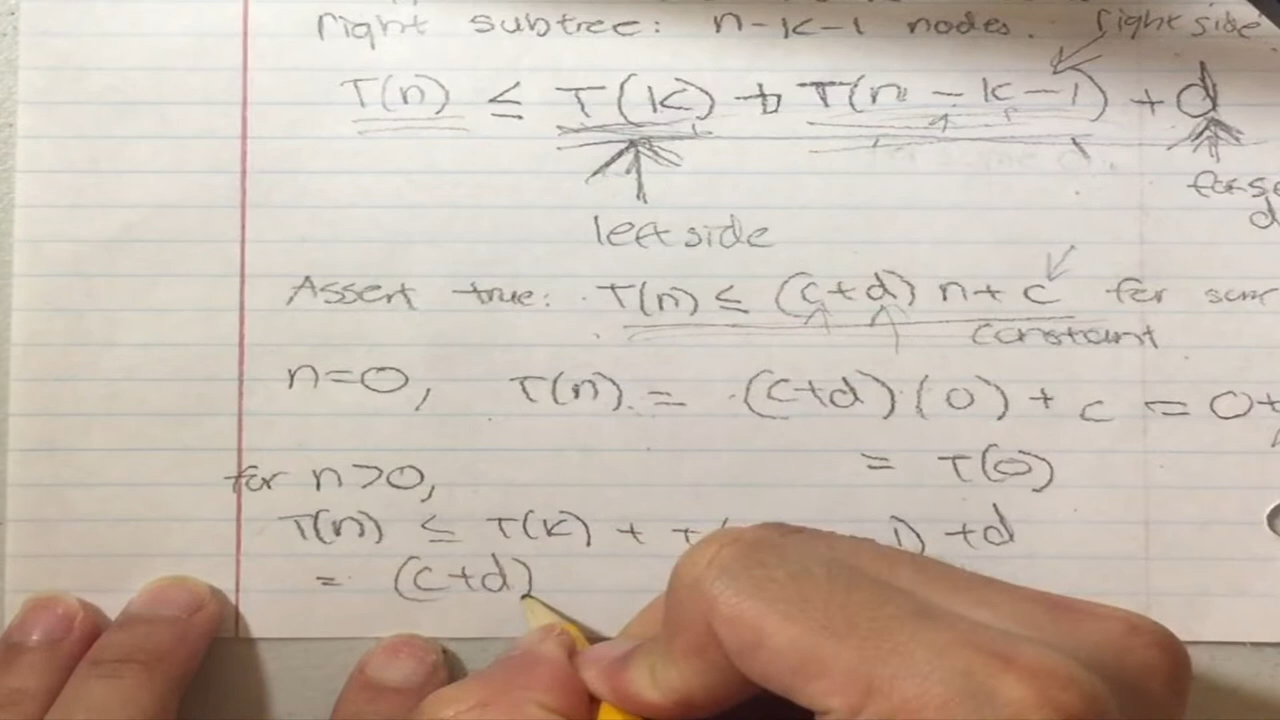 right subtree: n-k-1 nodes. right side
T(n) ≤ T(k) + T(n - k - 1) + d
left side
Assert true: T(n) ≤ (c+d) n + c for
constant
n=0, T(n) = (c+d)·(0) + c = 0+
= T(0)
for n>0,
T(n) ≤ T(k) + 1) + d
= (c+d)